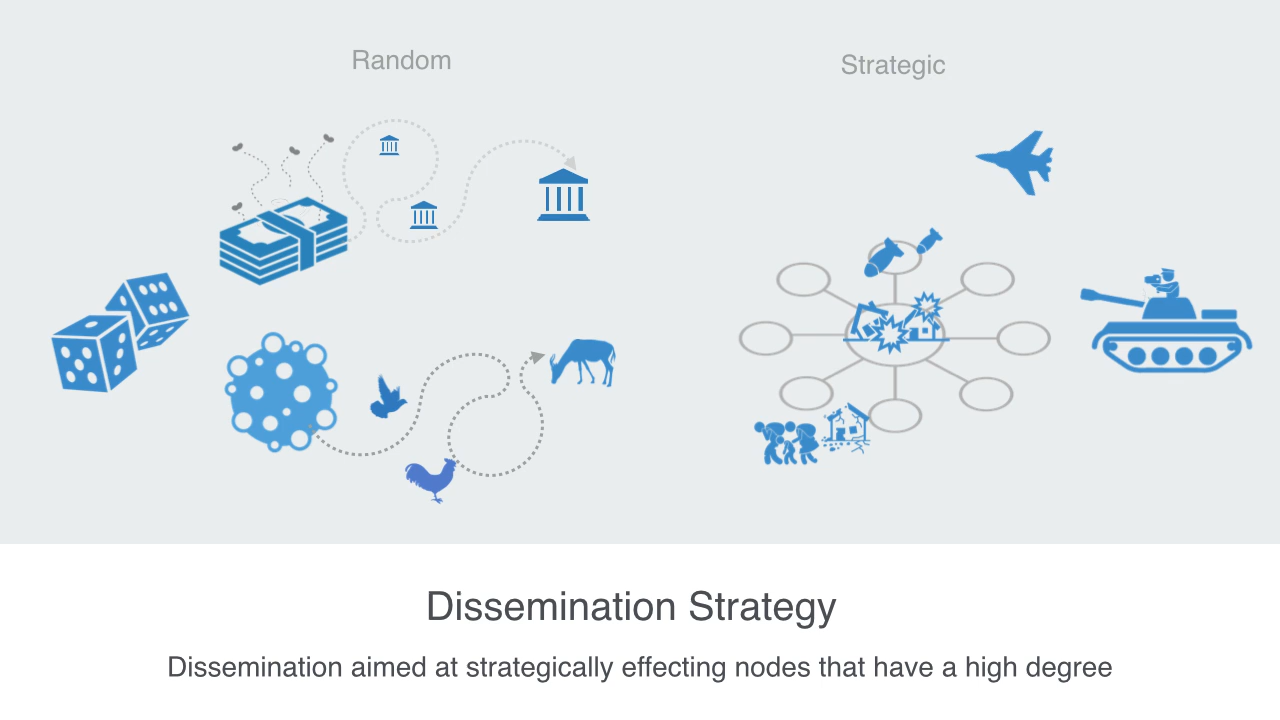 Random
Strategic
Dissemination Strategy
Dissemination aimed at strategically effecting nodes that have a high degree